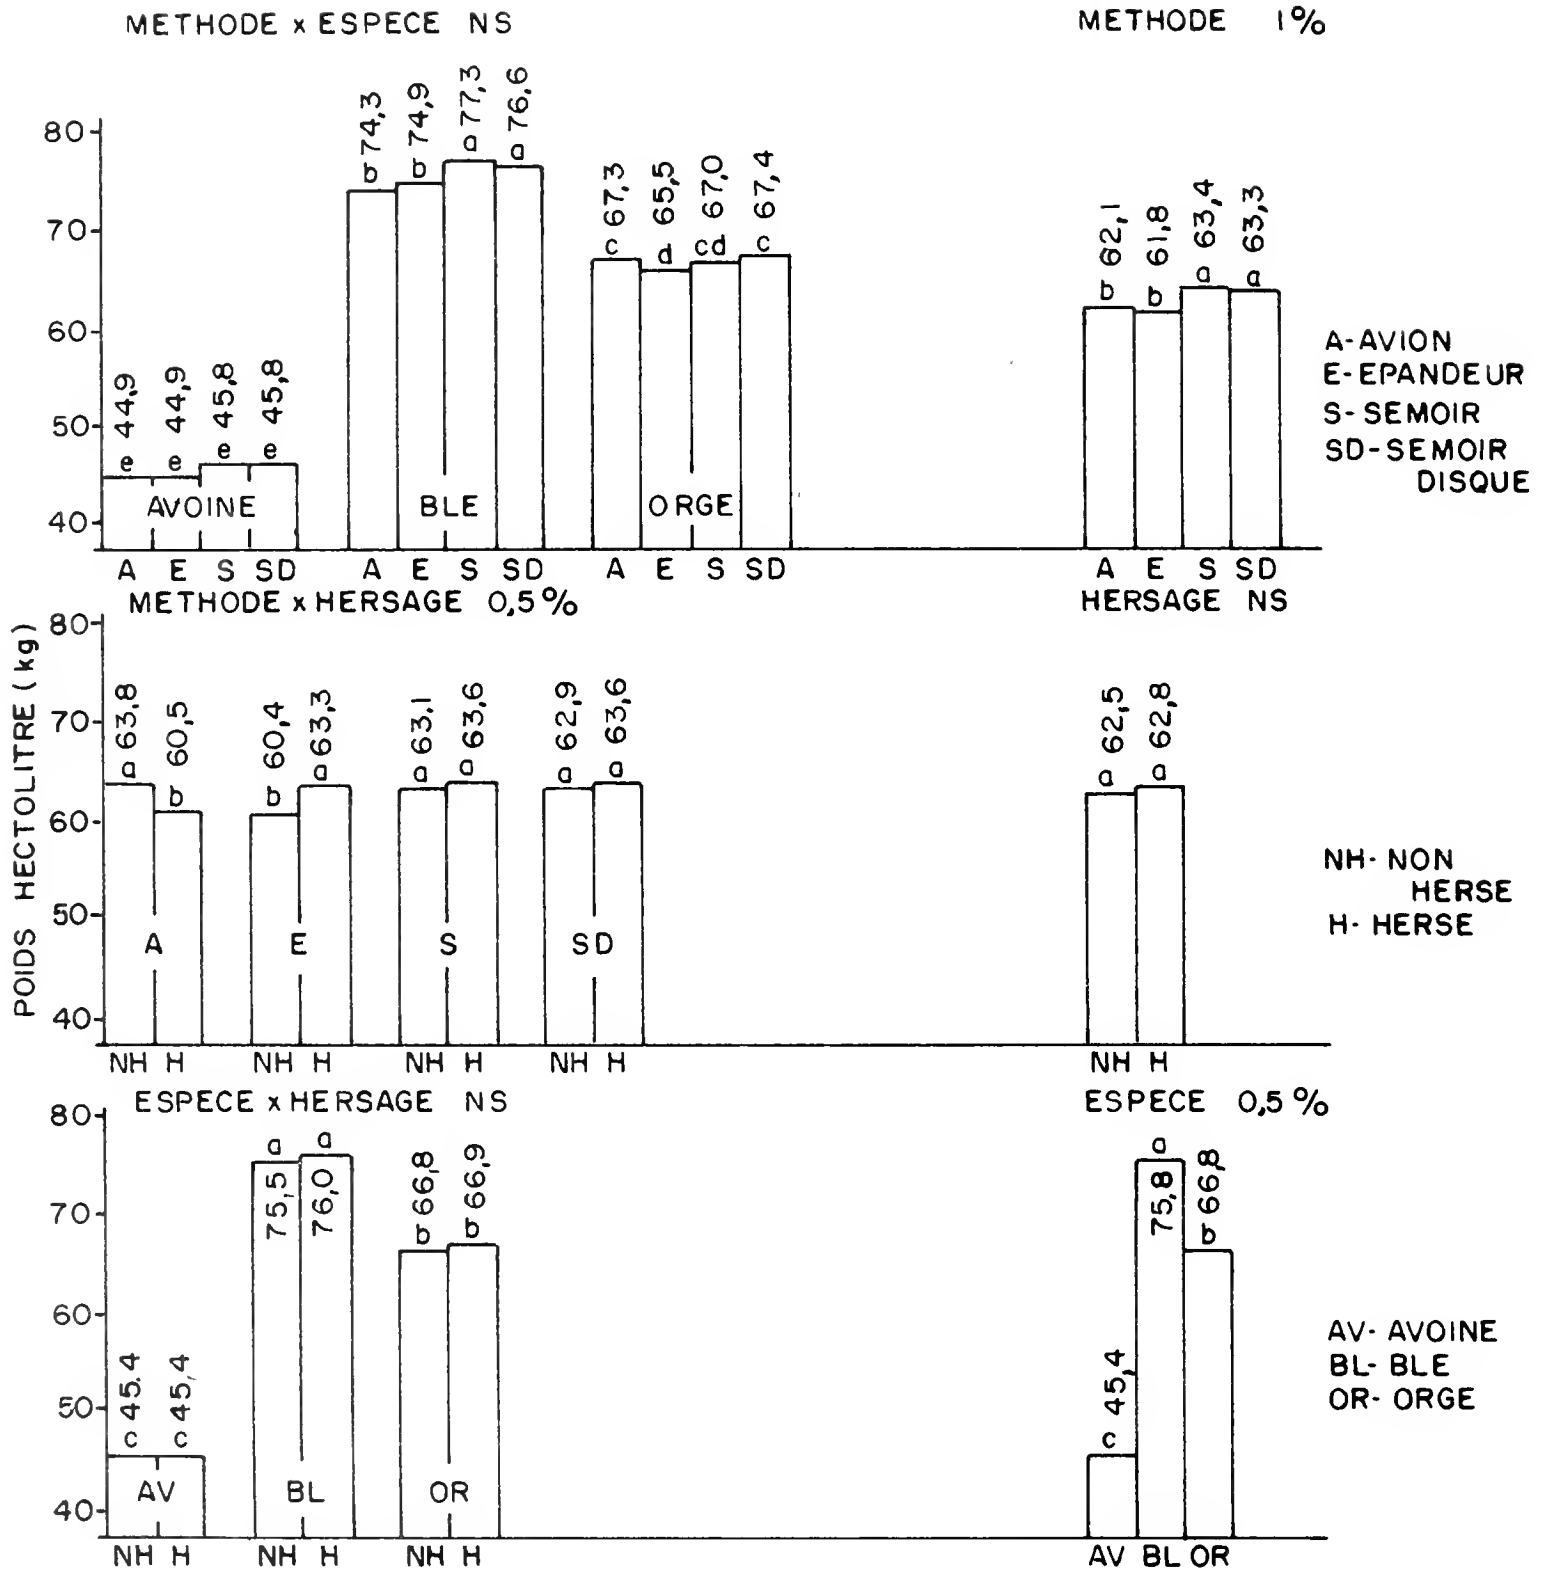 METHODE x ESPECE NS
METHODE 1%
80
70
60
50
40
e 44,9
e 44,9
e 45,8
e 45,8
b 74,3
b 74,9
a 77,3
a 76,6
c 67,3
d 65,5
cd 67,0
c 67,4
b 62,1
b 61,8
a 63,4
a 63,3
AVOINE
BLE
ORGE
A E S SD
A E S SD
A E S SD
A E S SD
A-AVION
E-EPANDEUR
S-SEMOIR
SD-SEMOIR
DISQUE
METHODE x HERSAGE 0,5%
HERSAGE NS
POIDS HECTOLITRE (kg)
80
70
60
50
40
a 63,8
b 60,5
b 60,4
a 63,3
a 63,1
a 63,6
a 62,9
a 63,6
a 62,5
a 62,8
A
E
S
SD
NH H
NH H
NH H
NH H
NH H
NH-NON
HERSE
H-HERSE
ESPECE x HERSAGE NS
ESPECE 0,5%
80
70
60
50
40
c 45.4
c 45,4
a
75,5
a
76,0
b 66,8
b 66,9
c 45,4
a
75,8
b 66,8
AV
BL
OR
NH H
NH H
NH H
AV BL OR
AV-AVOINE
BL-BLE
OR-ORGE